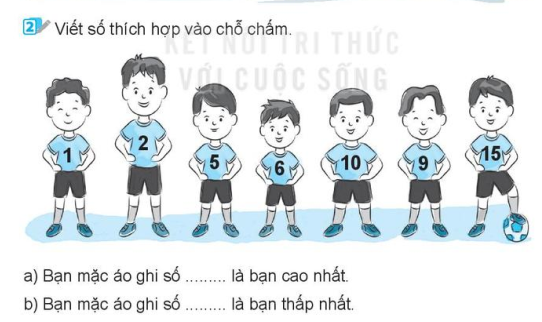 2 Viết số thích hợp vào chỗ chấm.
KẾT NỐI TRI THỨC
VỚI CUỘC SỐNG
1 2 5 6 10 9 15
a) Bạn mặc áo ghi số ......... là bạn cao nhất.
b) Bạn mặc áo ghi số ......... là bạn thấp nhất.